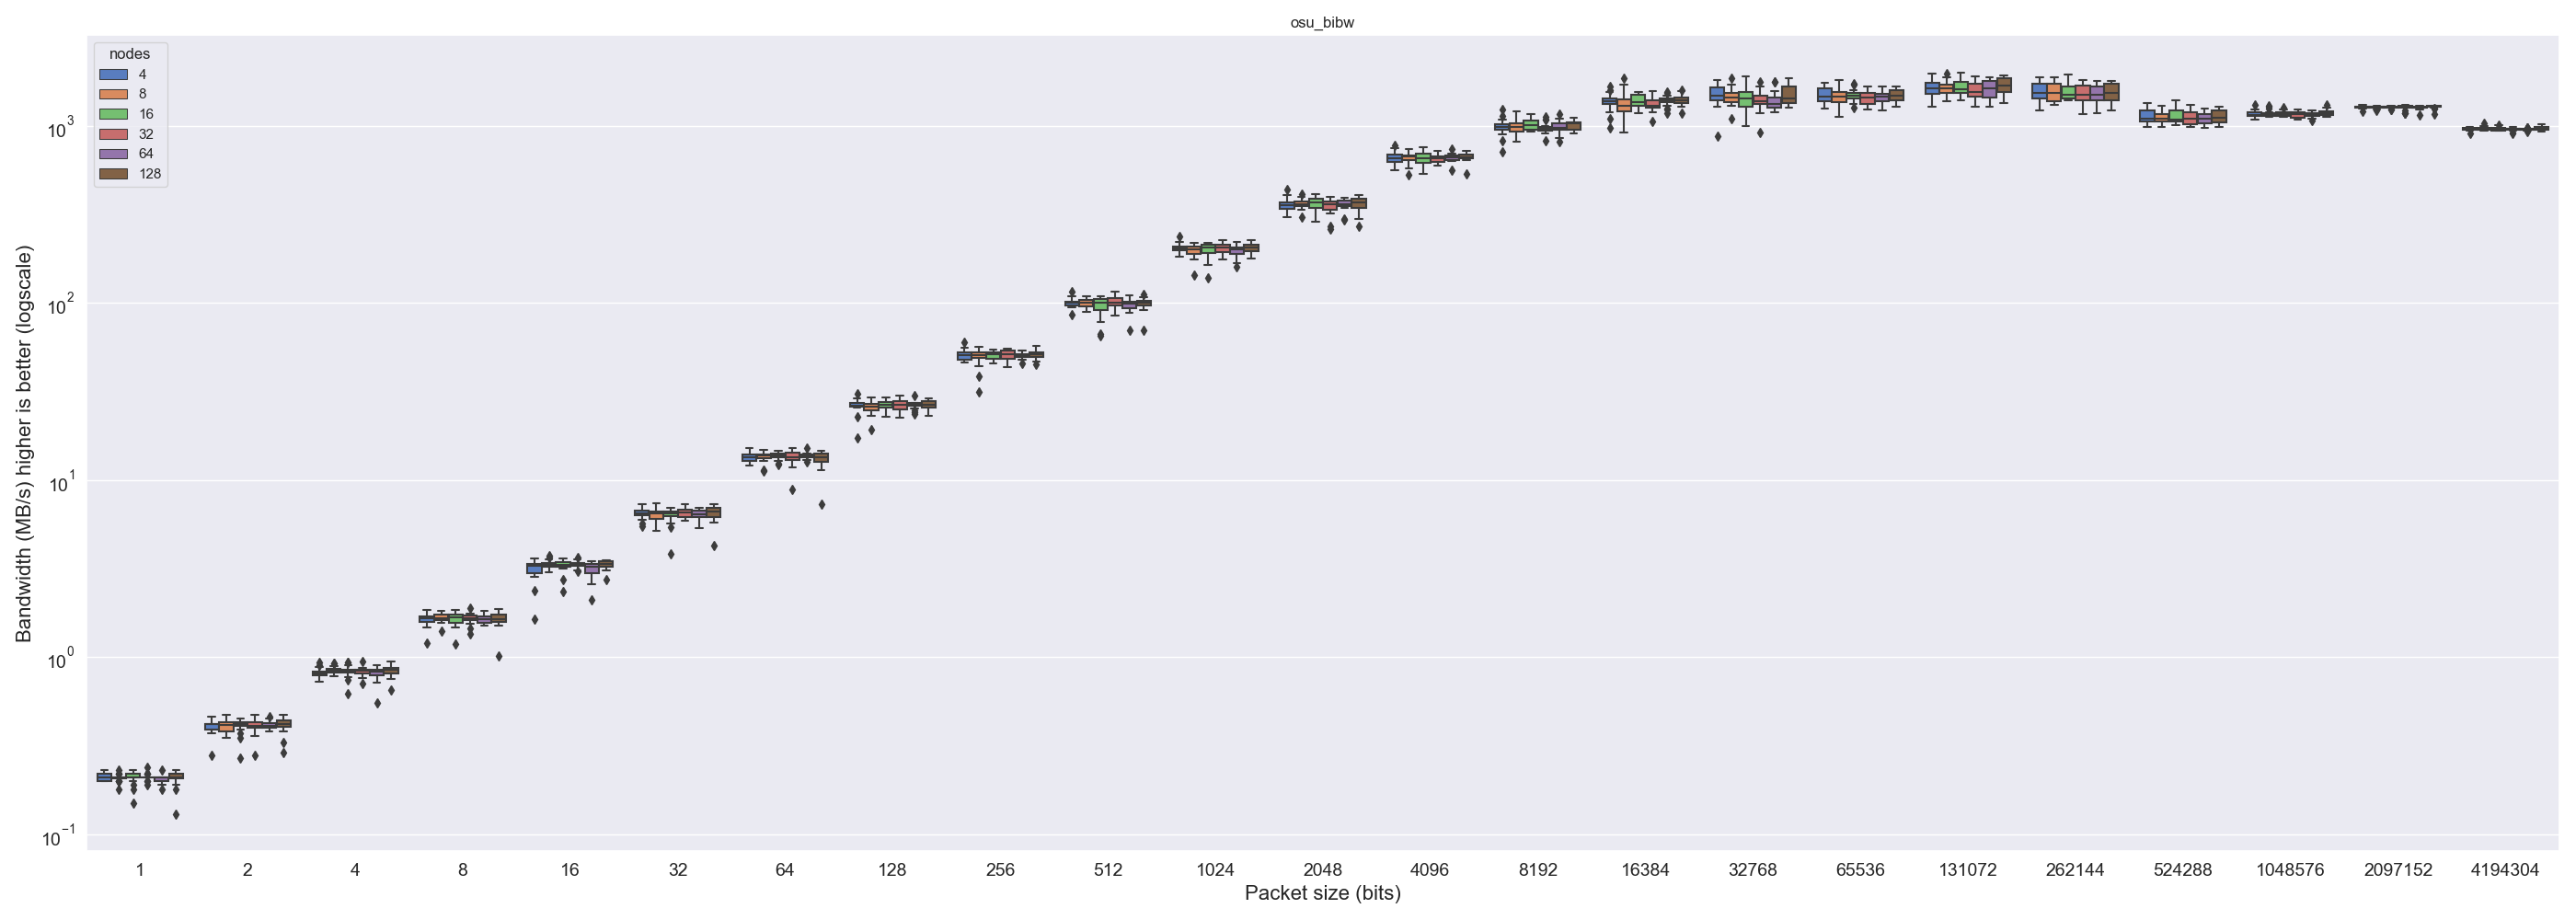 osu_bibw
nodes
4
8
16
32
64
128
Bandwidth (MB/s) higher is better (logscale)
10^3
10^2
10^1
10^0
10^−1
1 2 4 8 16 32 64 128 256 512 1024 2048 4096 8192 16384 32768 65536 131072 262144 524288 1048576 2097152 4194304
Packet size (bits)